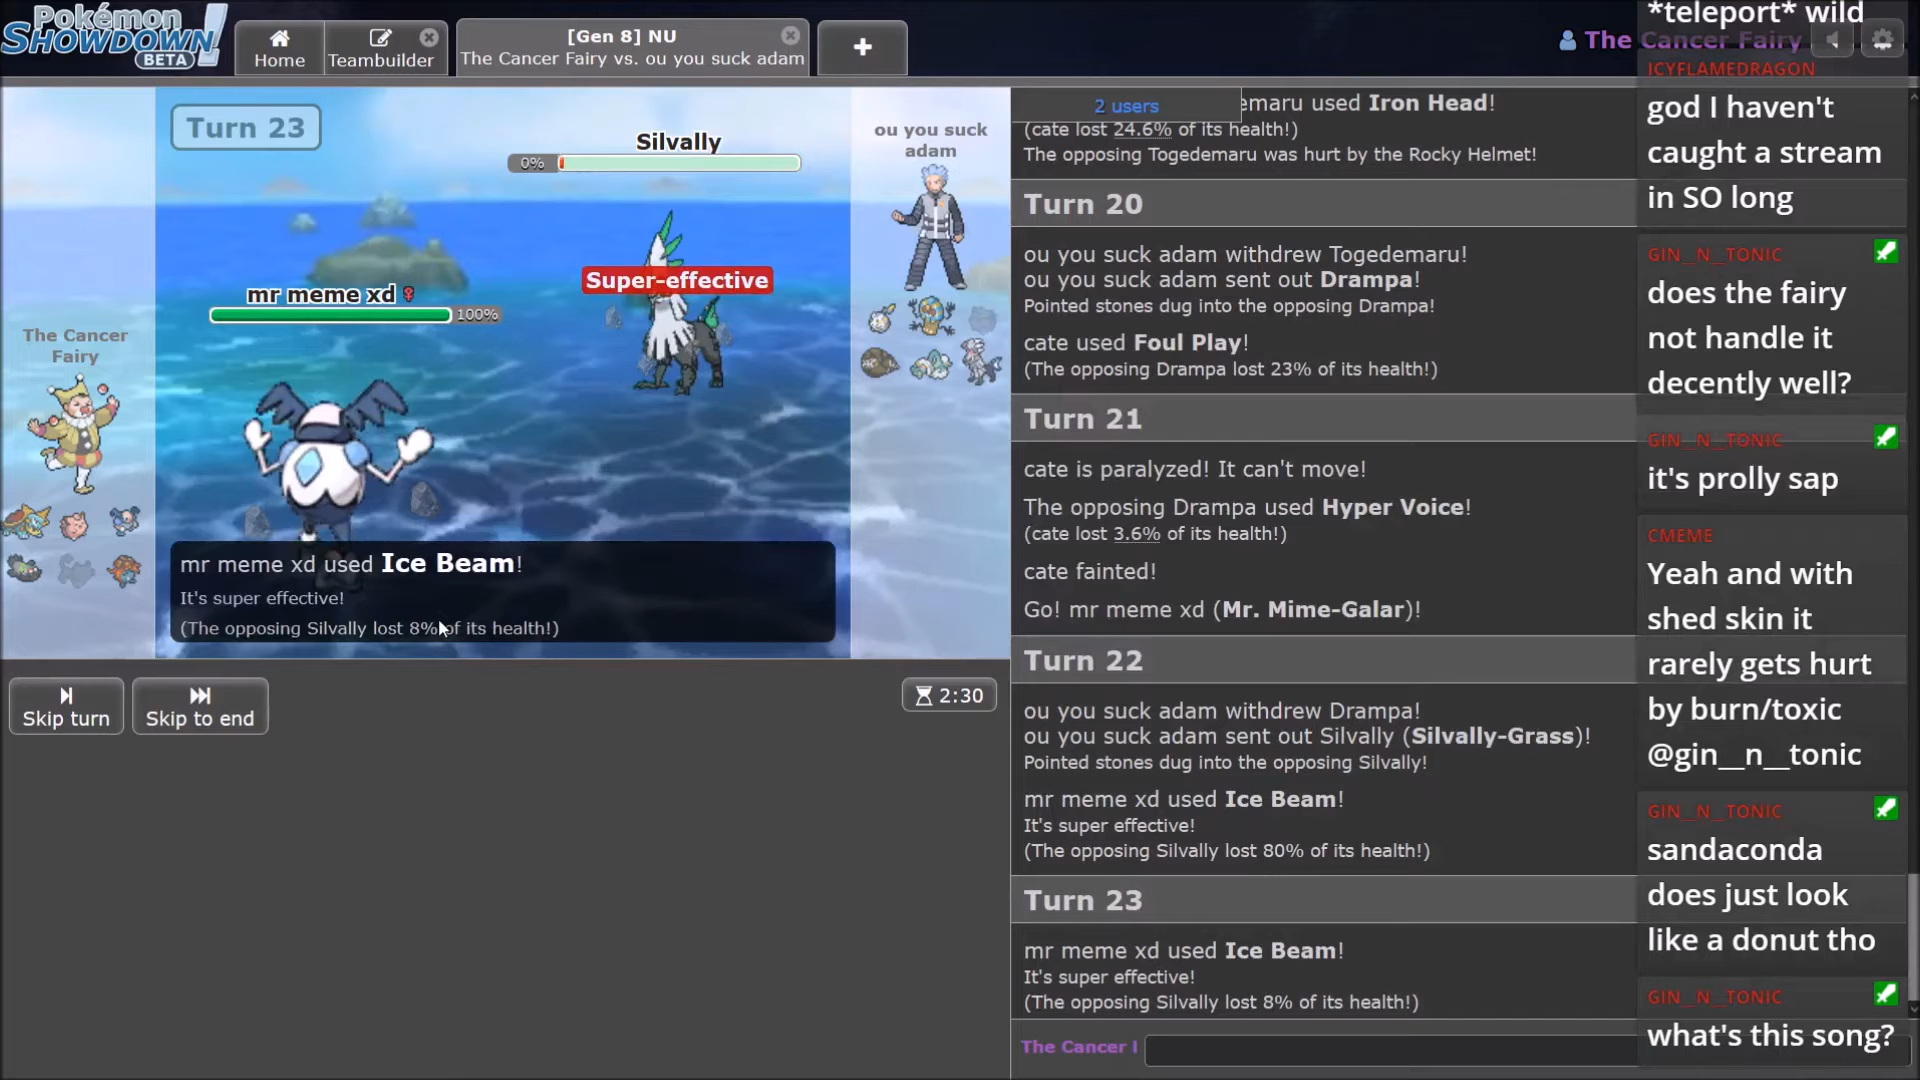 Pokémon
SHOWDOWN!
BETA
Home
Teambuilder
[Gen 8] NU
The Cancer Fairy vs. ou you suck adam
The Cancer Fairy
Turn 23
Silvally
0%
Super-effective
mr meme xd
100%
The Cancer
Fairy
ou you suck
adam
mr meme xd used Ice Beam!
It's super effective!
(The opposing Silvally lost 8% of its health!)
Skip turn
Skip to end
2:30
2 users
emaru used Iron Head!
(cate lost 24.6% of its health!)
The opposing Togedemaru was hurt by the Rocky Helmet!
Turn 20
ou you suck adam withdrew Togedemaru!
ou you suck adam sent out Drampa!
Pointed stones dug into the opposing Drampa!
cate used Foul Play!
(The opposing Drampa lost 23% of its health!)
Turn 21
cate is paralyzed! It can't move!
The opposing Drampa used Hyper Voice!
(cate lost 3.6% of its health!)
cate fainted!
Go! mr meme xd (Mr. Mime-Galar)!
Turn 22
ou you suck adam withdrew Drampa!
ou you suck adam sent out Silvally (Silvally-Grass)!
Pointed stones dug into the opposing Silvally!
mr meme xd used Ice Beam!
It's super effective!
(The opposing Silvally lost 80% of its health!)
Turn 23
mr meme xd used Ice Beam!
It's super effective!
(The opposing Silvally lost 8% of its health!)
The Cancer
*teleport* wild
ICYFLAMEDRAGON
god I haven't
caught a stream
in SO long
GIN__N__TONIC
does the fairy
not handle it
decently well?
GIN__N__TONIC
it's prolly sap
CMEME
Yeah and with
shed skin it
rarely gets hurt
by burn/toxic
@gin__n__tonic
GIN__N__TONIC
sandaconda
does just look
like a donut tho
GIN__N__TONIC
what's this song?